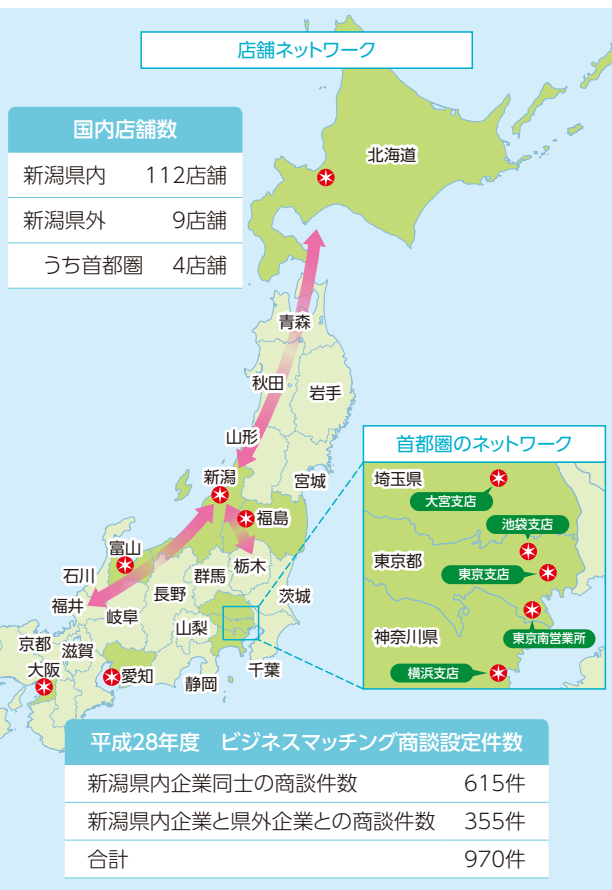 店舗ネットワーク
国内店舗数
新潟県内 112店舗
新潟県外 9店舗
うち首都圏 4店舗
北海道
青森
秋田
岩手
山形
宮城
新潟
福島
富山
石川
福井
岐阜
長野
群馬
栃木
茨城
山梨
京都
滋賀
大阪
愛知
静岡
千葉
首都圏のネットワーク
埼玉県
大宮支店
池袋支店
東京都
東京支店
神奈川県
東京南営業所
横浜支店
平成28年度 ビジネスマッチング商談設定件数
新潟県内企業同士の商談件数 615件
新潟県内企業と県外企業との商談件数 355件
合計 970件